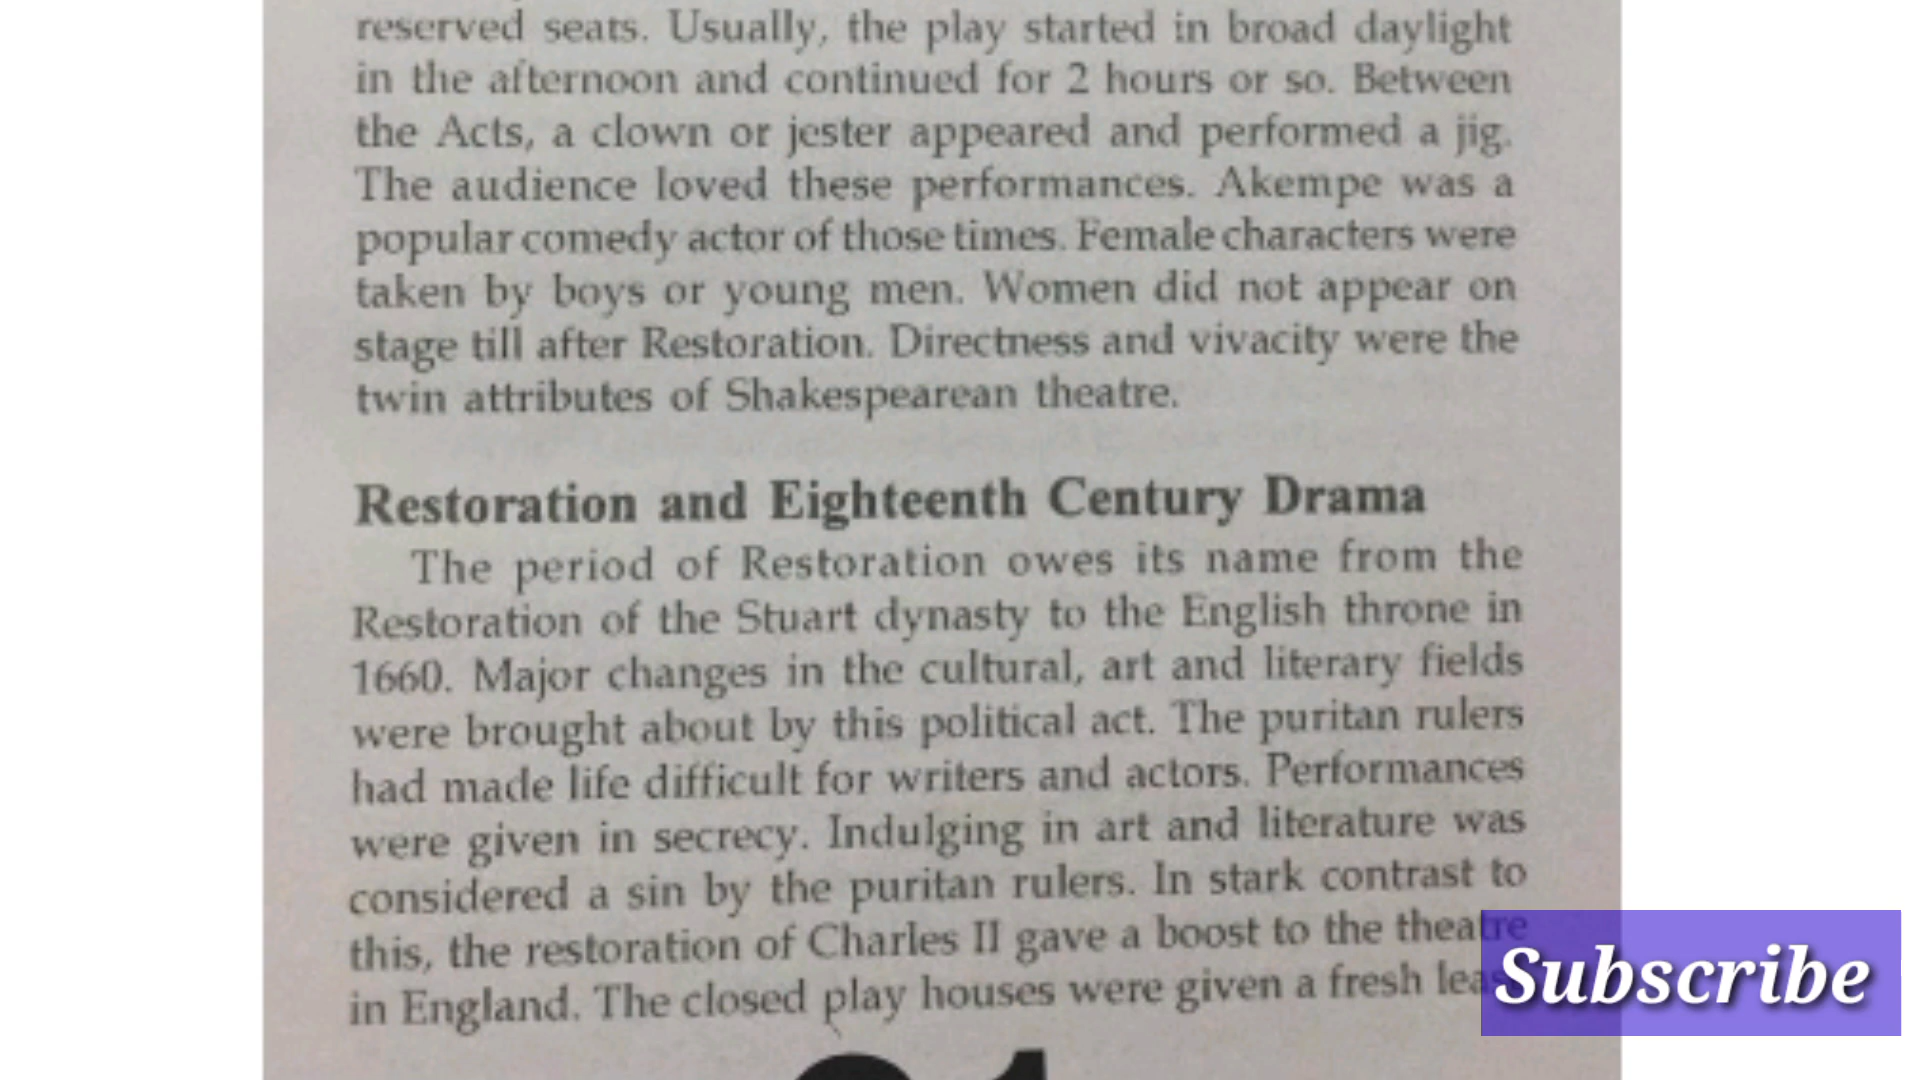 reserved seats. Usually, the play started in broad daylight
in the afternoon and continued for 2 hours or so. Between
the Acts, a clown or jester appeared and performed a jig.
The audience loved these performances. Akempe was a
popular comedy actor of those times. Female characters were
taken by boys or young men. Women did not appear on
stage till after Restoration. Directness and vivacity were the
twin attributes of Shakespearean theatre.
Restoration and Eighteenth Century Drama
The period of Restoration owes its name from the
Restoration of the Stuart dynasty to the English throne in
1660. Major changes in the cultural, art and literary fields
were brought about by this political act. The puritan rulers
had made life difficult for writers and actors. Performances
were given in secrecy. Indulging in art and literature was
considered a sin by the puritan rulers. In stark contrast to
this, the restoration of Charles II gave a boost to the theatre
in England. The closed play houses were given a fresh
Subscribe